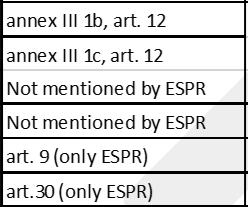 annex III 1b, art. 12
annex III 1c, art. 12
Not mentioned by ESPR
Not mentioned by ESPR
art. 9 (only ESPR)
art.30 (only ESPR)